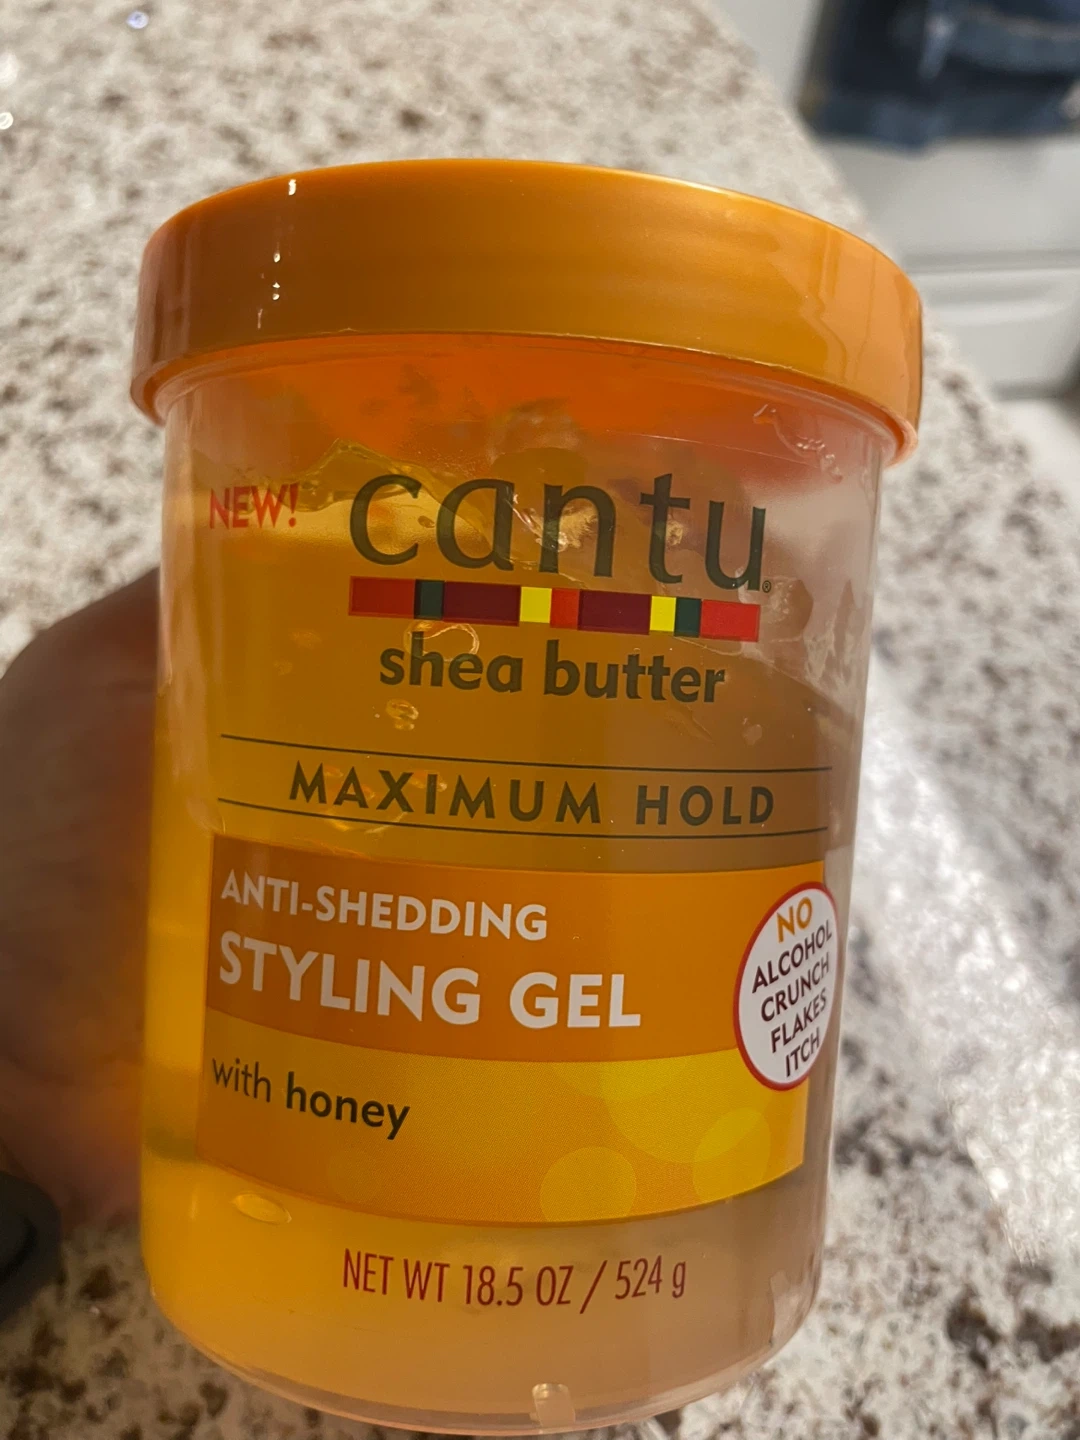 NEW!
cantu®
shea butter
MAXIMUM HOLD
ANTI-SHEDDING
STYLING GEL
with honey
NO
ALCOHOL
CRUNCH
FLAKES
ITCH
NET WT 18.5 OZ / 524 g